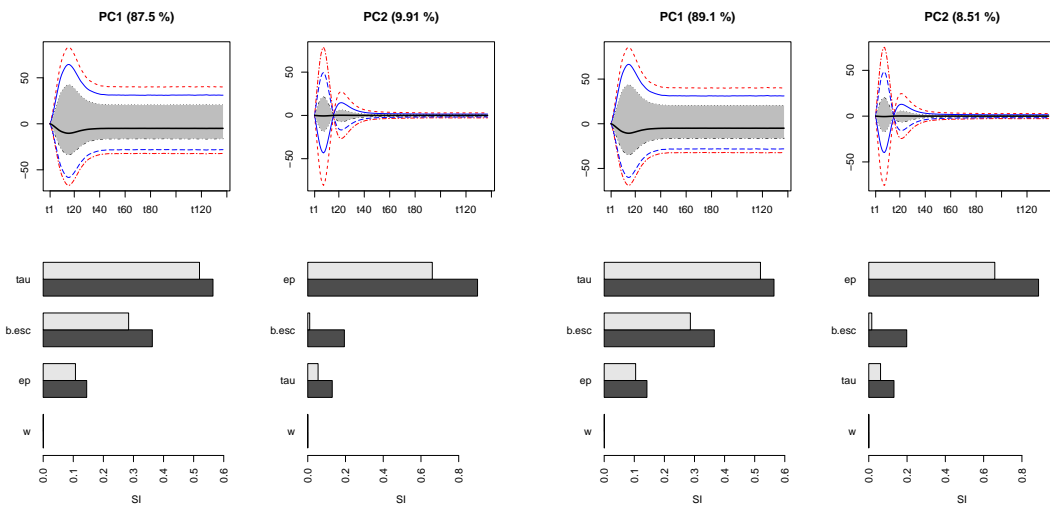 PC1 (87.5 %)
PC2 (9.91 %)
PC1 (89.1 %)
PC2 (8.51 %)
50
0
−50
t1 t20 t40 t60 t80 t120
50
0
−50
t1 t20 t40 t60 t80 t120
50
0
−50
t1 t20 t40 t60 t80 t120
50
0
−50
t1 t20 t40 t60 t80 t120
tau
b.esc
ep
w
0.0 0.1 0.2 0.3 0.4 0.5 0.6
SI
ep
b.esc
tau
w
0.0 0.2 0.4 0.6 0.8
SI
tau
b.esc
ep
w
0.0 0.1 0.2 0.3 0.4 0.5 0.6
SI
ep
b.esc
tau
w
0.0 0.2 0.4 0.6 0.8
SI